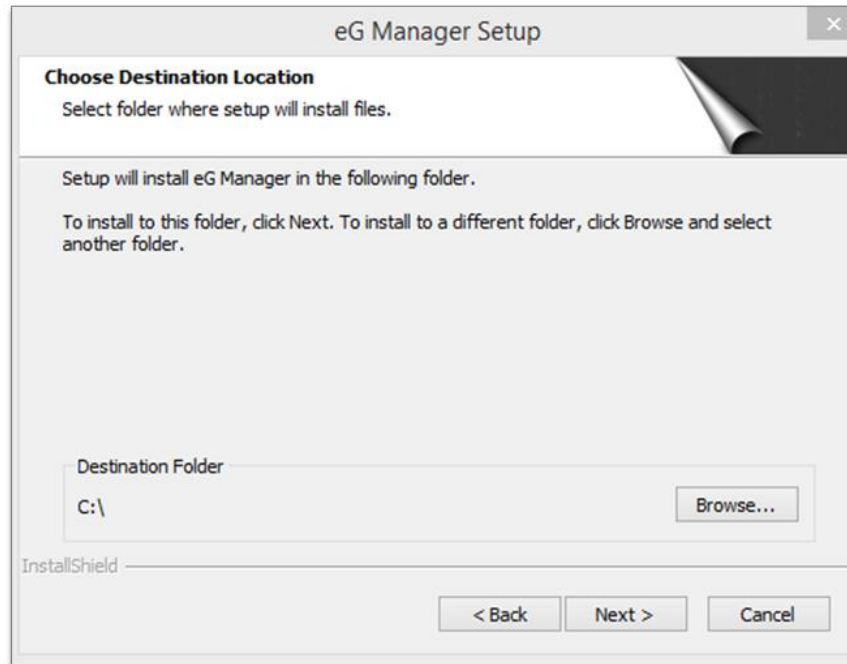 eG Manager Setup
Choose Destination Location
Select folder where setup will install files.
Setup will install eG Manager in the following folder.
To install to this folder, click Next. To install to a different folder, click Browse and select
another folder.
Destination Folder
C:\
Browse...
InstallShield
< Back
Next >
Cancel